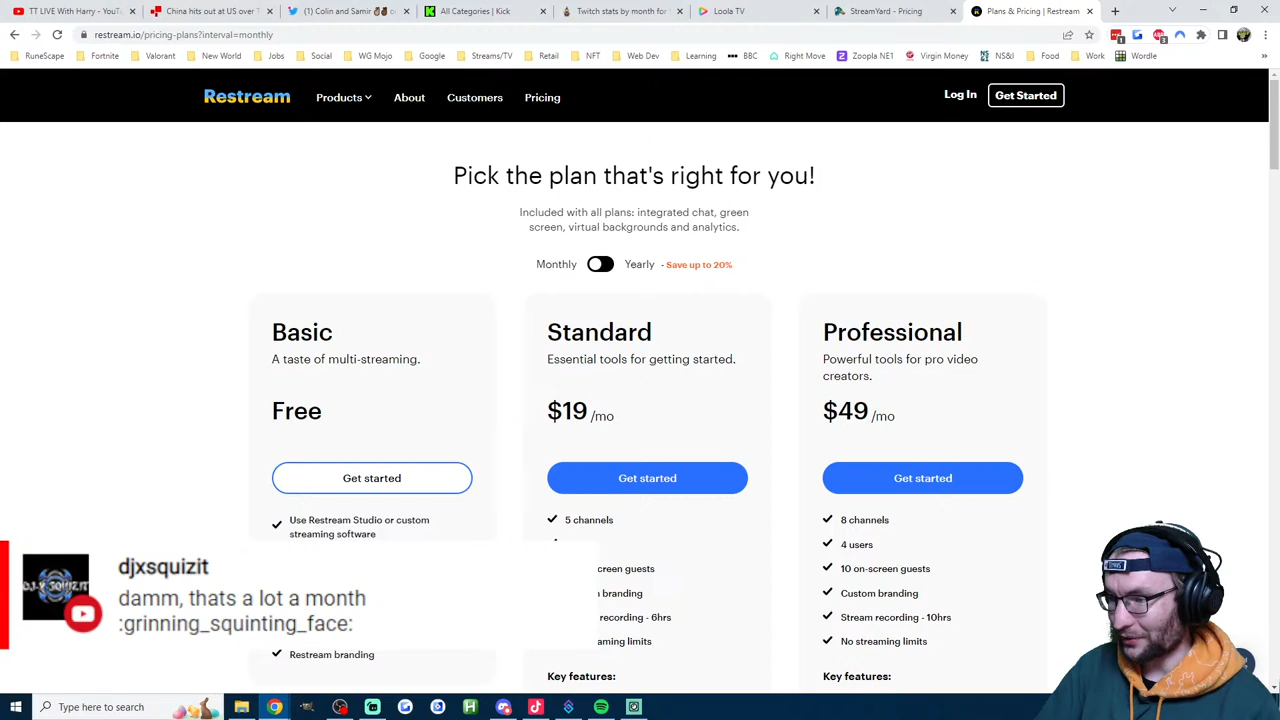 TT LIVE With Harry - YouTu
China hits out at US over T
(1) Colin and Samir
All Categories | Kick
Twitch stats by month for
Loola TV
StreamYard - Pricing
Plans & Pricing | Restream
restream.io/pricing-plans?interval=monthly
RuneScape
Fortnite
Valorant
New World
Jobs
Social
WG Mojo
Google
Streams/TV
Retail
NFT
Web Dev
Learning
BBC
Right Move
Zoopla NE1
Virgin Money
NS&I
Food
Work
Wordle
Restream
Products
About
Customers
Pricing
Log In
Get Started
Pick the plan that's right for you!
Included with all plans: integrated chat, green
screen, virtual backgrounds and analytics.
Monthly
Yearly
- Save up to 20%
Basic
A taste of multi-streaming.
Free
Get started
Use Restream Studio or custom
streaming software
Restream branding
Standard
Essential tools for getting started.
$19 /mo
Get started
5 channels
creen guests
branding
recording - 6hrs
aming limits
Key features:
Professional
Powerful tools for pro video
creators.
$49 /mo
Get started
8 channels
4 users
10 on-screen guests
Custom branding
Stream recording - 10hrs
No streaming limits
Key features:
djxsquizit
damm, thats a lot a month
:grinning_squinting_face:
Type here to search